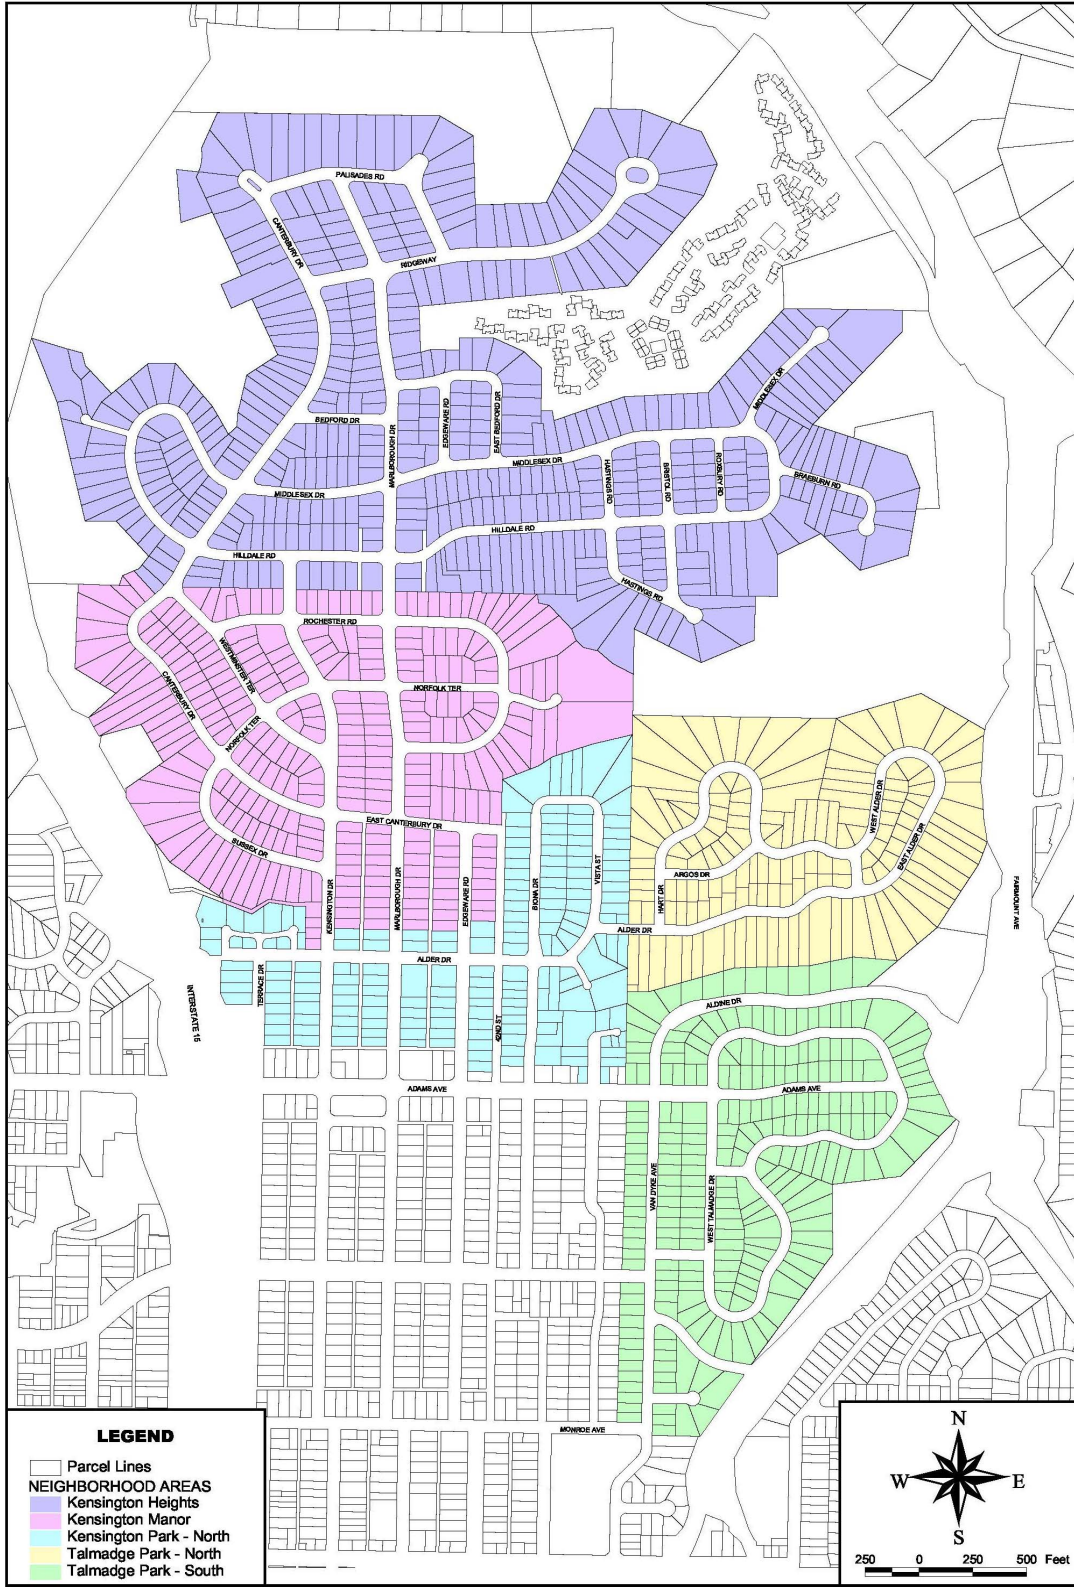 PALISADES RD
CANTERBURY DR
RIDGEWAY
MIDDLESEX DR
BEDFORD DR
MARLBOROUGH DR
EDGEWARE RD
EAST BEDFORD DR
MIDDLESEX DR
HASTINGS RD
BRISTOL RD
ROXBURY RD
BRAEBURN RD
MIDDLESEX DR
HILLDALE RD
HILLDALE RD
HASTINGS RD
ROCHESTER RD
WESTMINSTER TER
CANTERBURY DR
NORFOLK TER
NORFOLK TER
EAST CANTERBURY DR
SUSSEX DR
KENSINGTON DR
MARLBOROUGH DR
EDGEWARE RD
BIONA DR
VISTA ST
HART DR
ARGOS DR
WEST ALDER DR
EAST ALDER DR
FAIRMOUNT AVE
ALDER DR
ALDER DR
TERRACE DR
INTERSTATE 15
42ND ST
ALDINE DR
ADAMS AVE
ADAMS AVE
VAN DYKE AVE
WEST TALMADGE DR
MONROE AVE
LEGEND
Parcel Lines
NEIGHBORHOOD AREAS
Kensington Heights
Kensington Manor
Kensington Park - North
Talmadge Park - North
Talmadge Park - South
N
W E
S
250 0 250 500 Feet